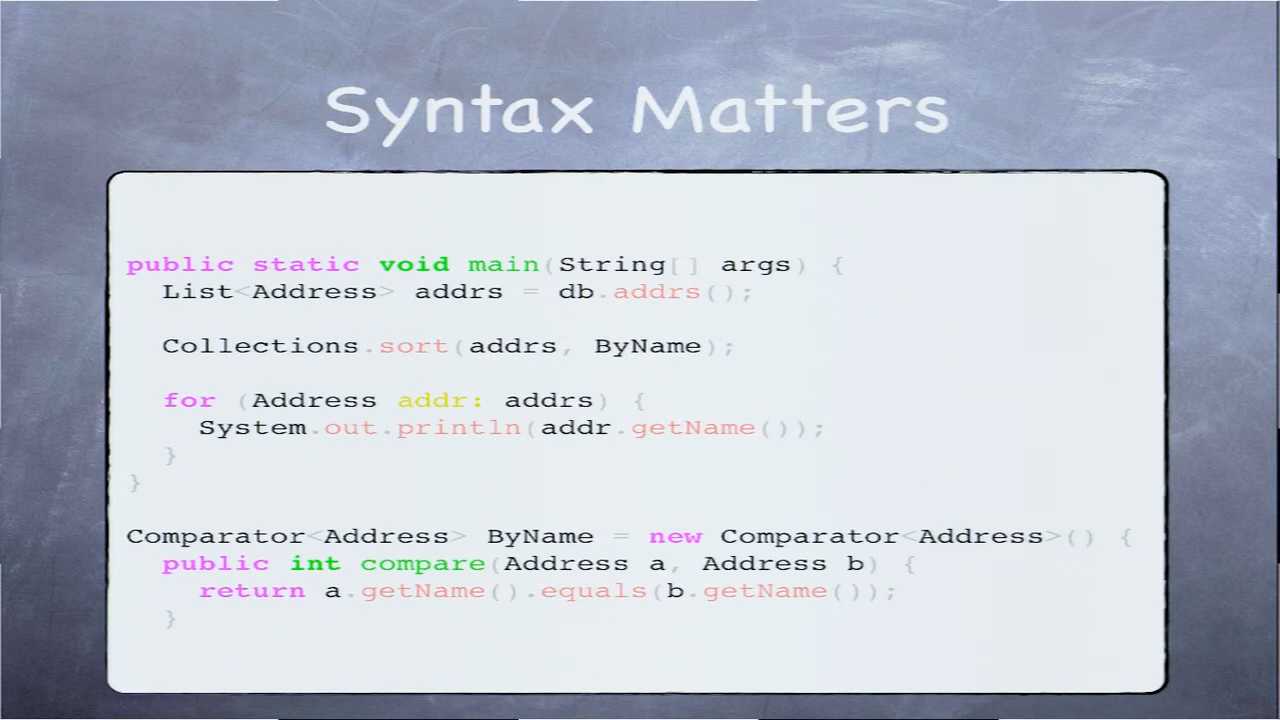 Syntax Matters
public static void main(String[] args) {
List<Address> addrs = db.addrs();
Collections.sort(addrs, ByName);
for (Address addr: addrs) {
System.out.println(addr.getName());
}
}
Comparator<Address> ByName = new Comparator<Address>() {
public int compare(Address a, Address b) {
return a.getName().equals(b.getName());
}